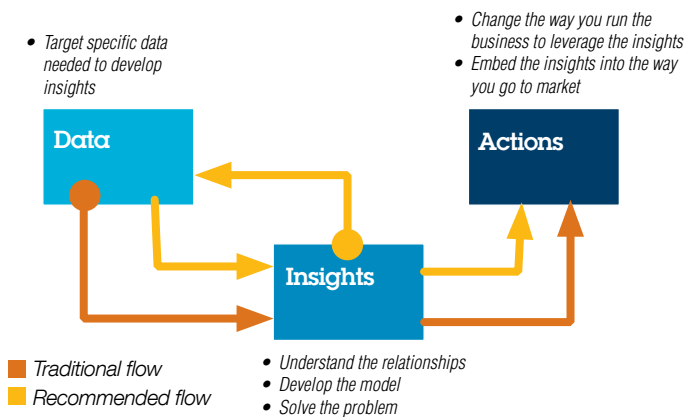 • Target specific data
needed to develop
insights
• Change the way you run the
business to leverage the insights
• Embed the insights into the way
you go to market
Data
Actions
Insights
• Understand the relationships
• Develop the model
• Solve the problem
Traditional flow
Recommended flow